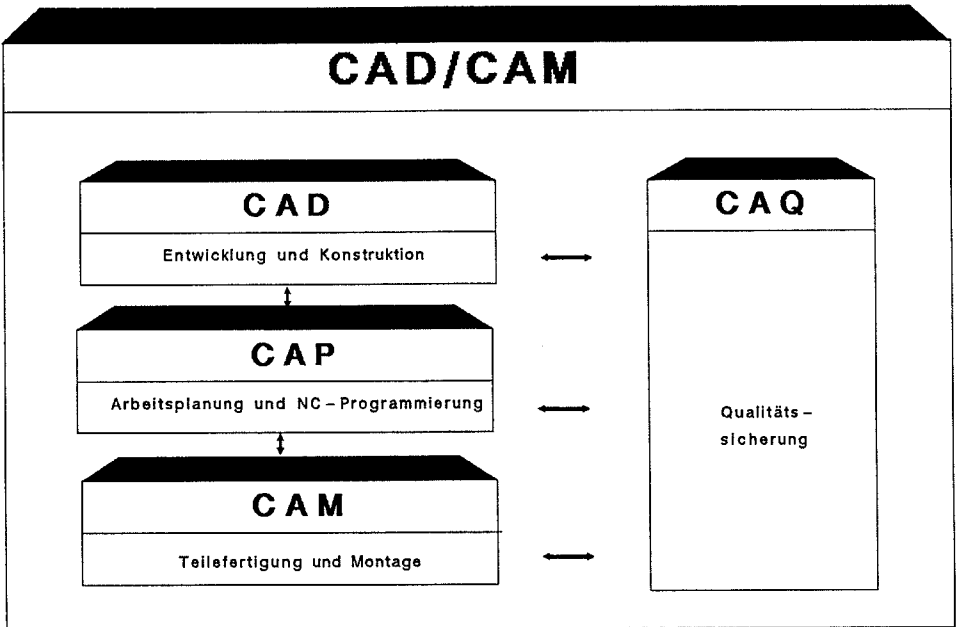 CAD/CAM
CAD
Entwicklung und Konstruktion
CAP
Arbeitsplanung und NC-Programmierung
CAM
Teilefertigung und Montage
CAQ
Qualitäts-
sicherung